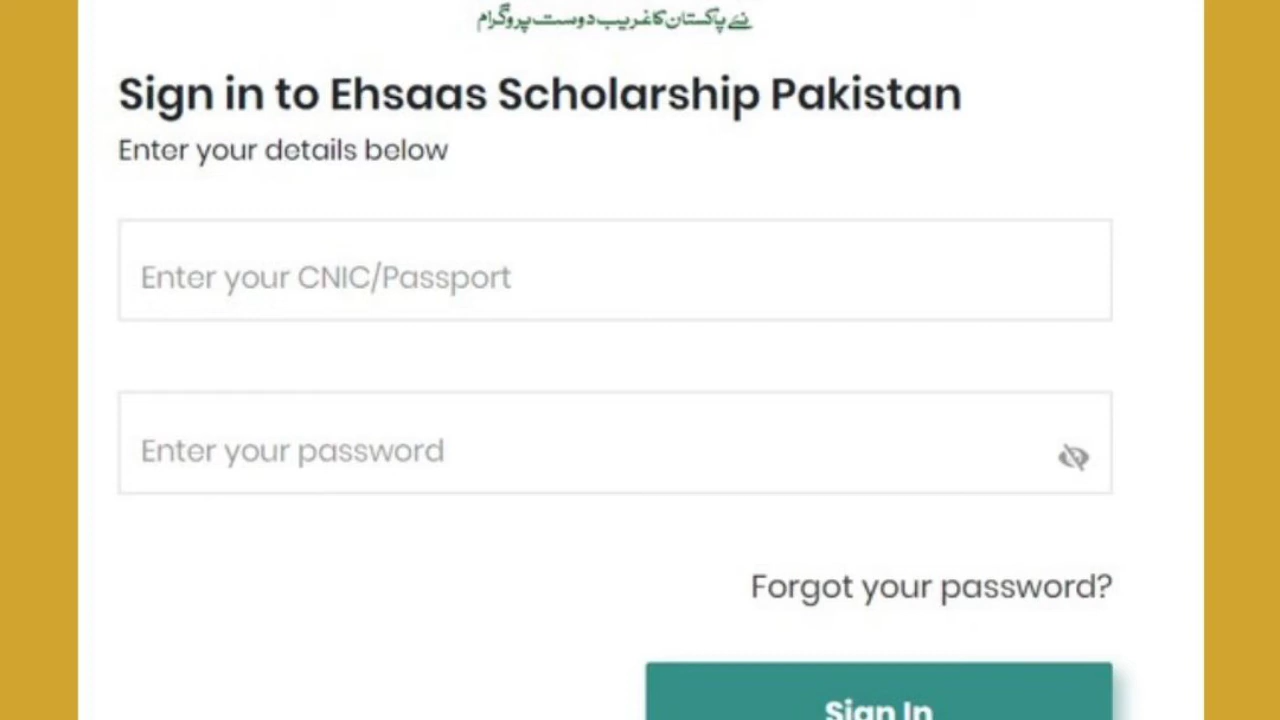 نئے پاکستان کا غریب دوست پروگرام
Sign in to Ehsaas Scholarship Pakistan
Enter your details below
Enter your CNIC/Passport
Enter your password
Forgot your password?
Sign In